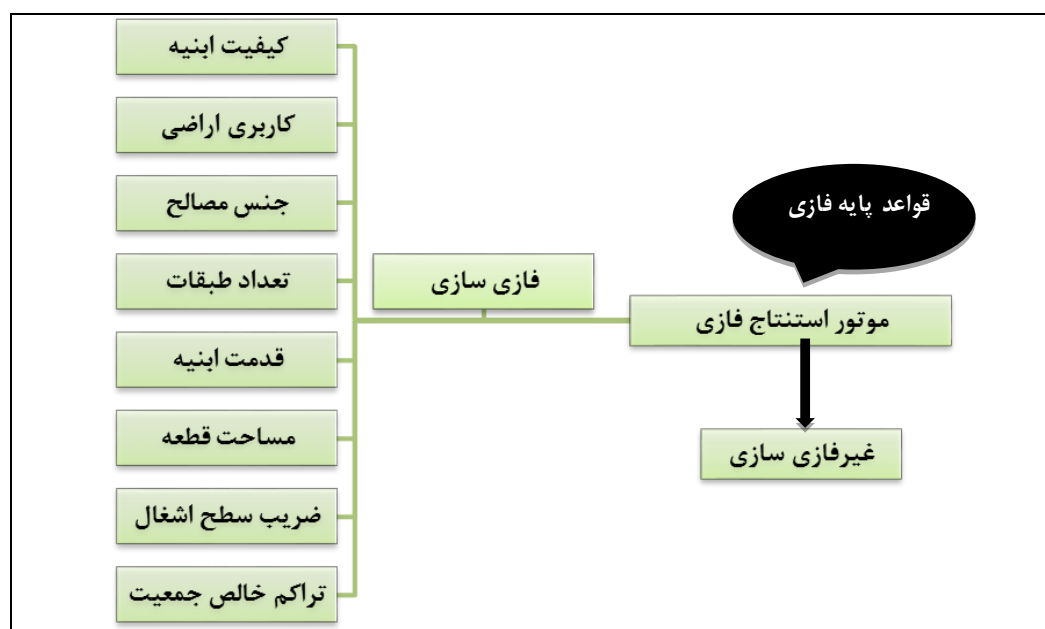 کیفیت ابنیه
کاربری اراضی
جنس مصالح
تعداد طبقات
قدمت ابنیه
مساحت قطعه
ضریب سطح اشغال
تراکم خالص جمعیت
فازی سازی
قواعد پایه فازی
موتور استنتاج فازی
غیرفازی سازی